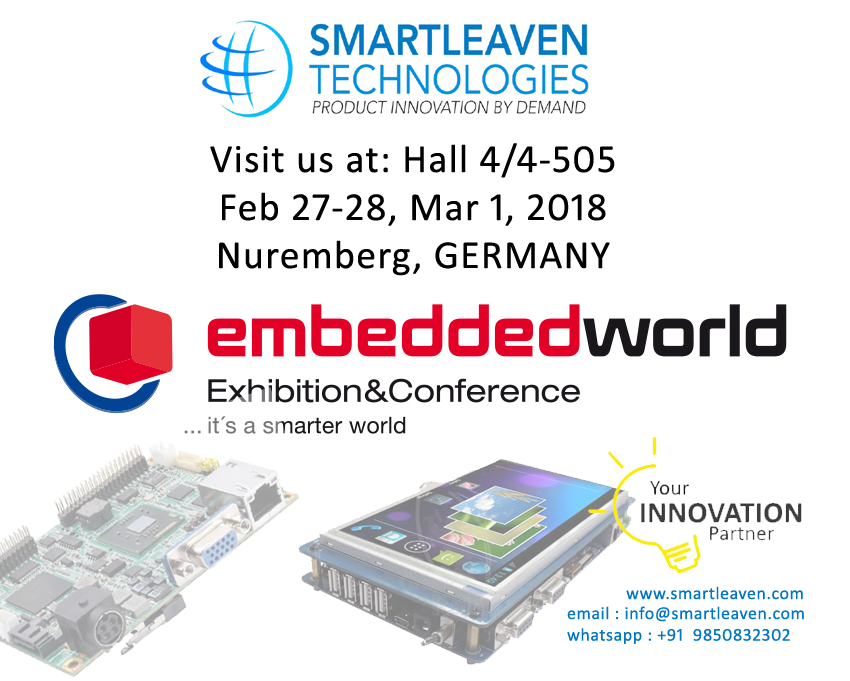 SMARTLEAVEN
TECHNOLOGIES
PRODUCT INNOVATION BY DEMAND
Visit us at: Hall 4/4-505
Feb 27-28, Mar 1, 2018
Nuremberg, GERMANY
embeddedworld
Exhibition&Conference
... it´s a smarter world
Your
INNOVATION
Partner
www.smartleaven.com
email : info@smartleaven.com
whatsapp : +91 9850832302